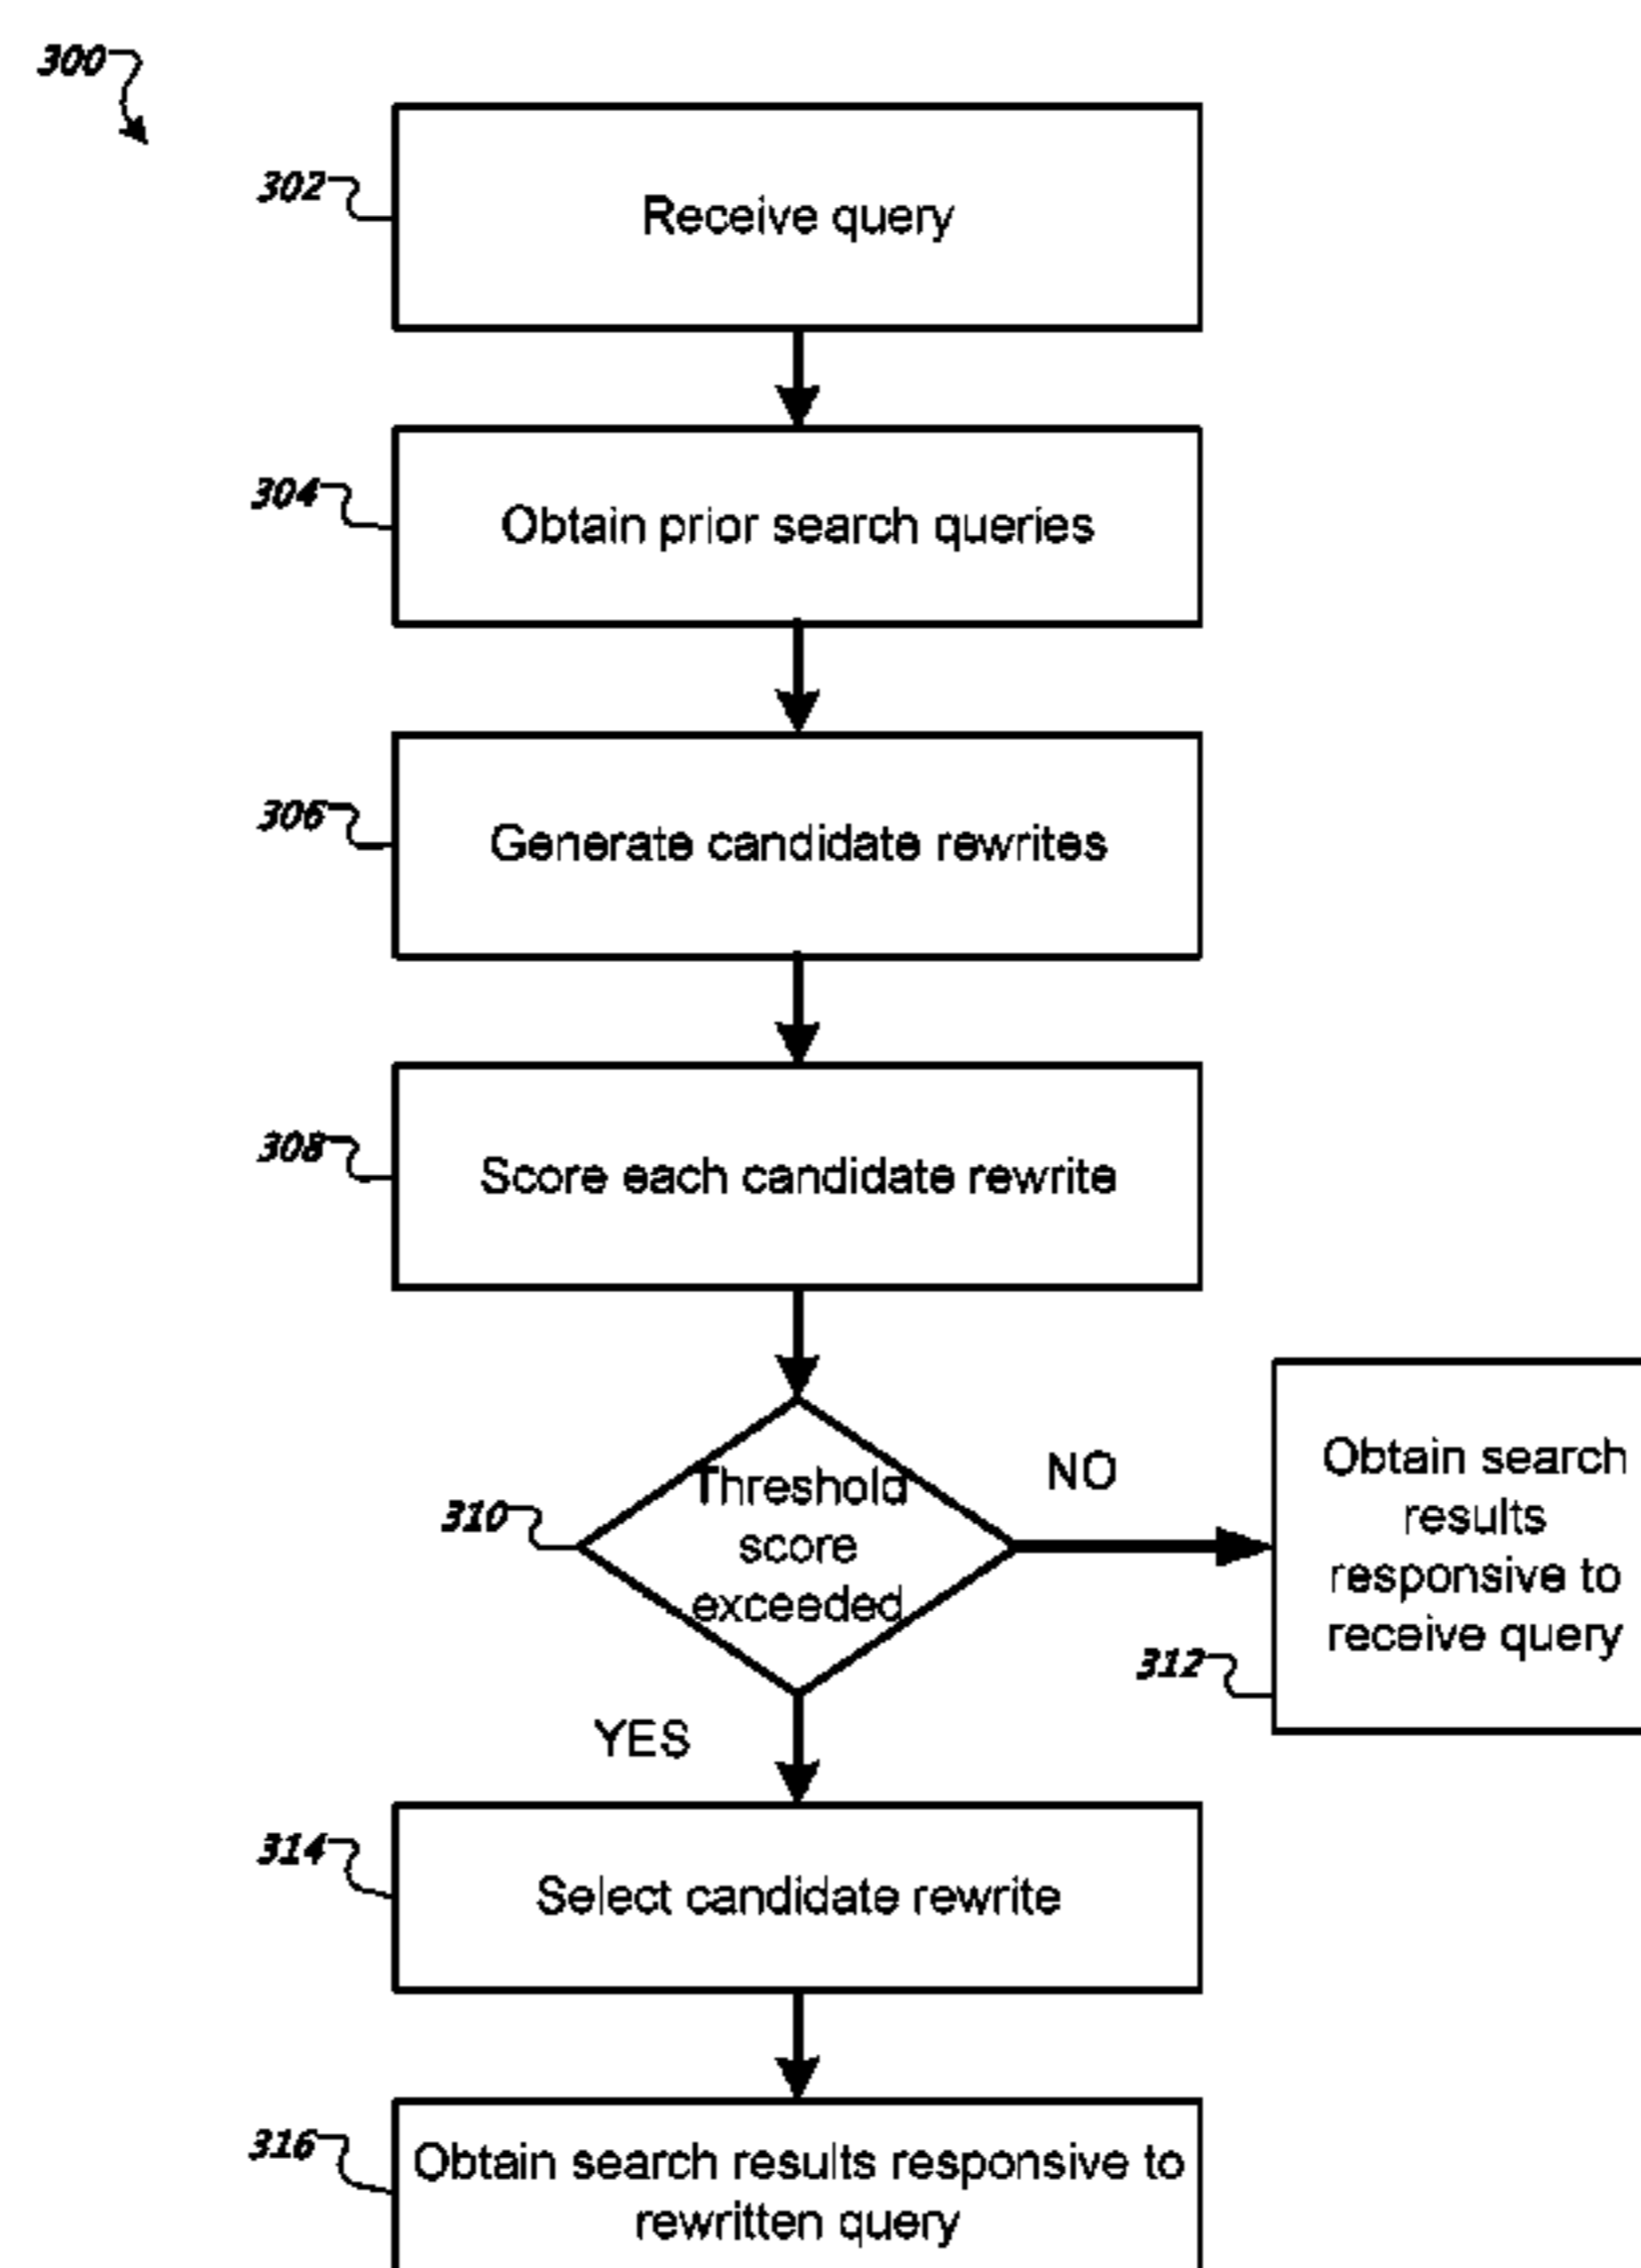 300
302
Receive query
304
Obtain prior search queries
306
Generate candidate rewrites
308
Score each candidate rewrite
310
Threshold
score
exceeded
NO
Obtain search
results
responsive to
receive query
312
YES
314
Select candidate rewrite
316
Obtain search results responsive to
rewritten query